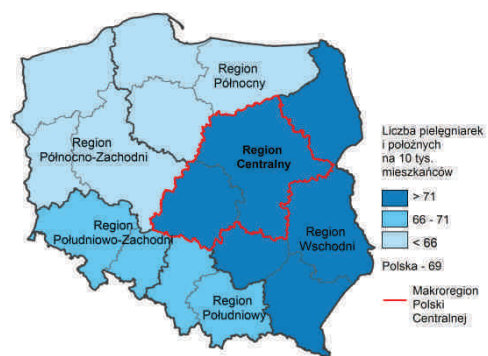 Region
Północny
Region
Północno-Zachodni
Region
Centralny
Region
Południowo-Zachodni
Region
Wschodni
Region
Południowy
Liczba pielęgniarek
i położnych
na 10 tys.
mieszkańców
> 71
66 - 71
< 66
Polska - 69
Makroregion
Polski
Centralnej